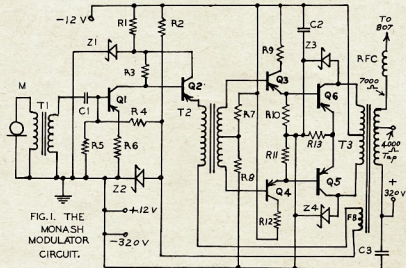 -12V
R1
R2
C2
TO
807
Z1
R9
Z3
RFC
R3
Q2
Q3
Q6
7000
Ω
M
T1
C1
Q1
R4
T2
R7
R10
R13
T3
4,000
Ω
Tap
R5
R6
R8
R11
Q5
+
320V
Z2
Q4
Z4
R12
FB
C3
+12V
-320V
FIG. 1. THE
MONASH
MODULATOR
CIRCUIT.